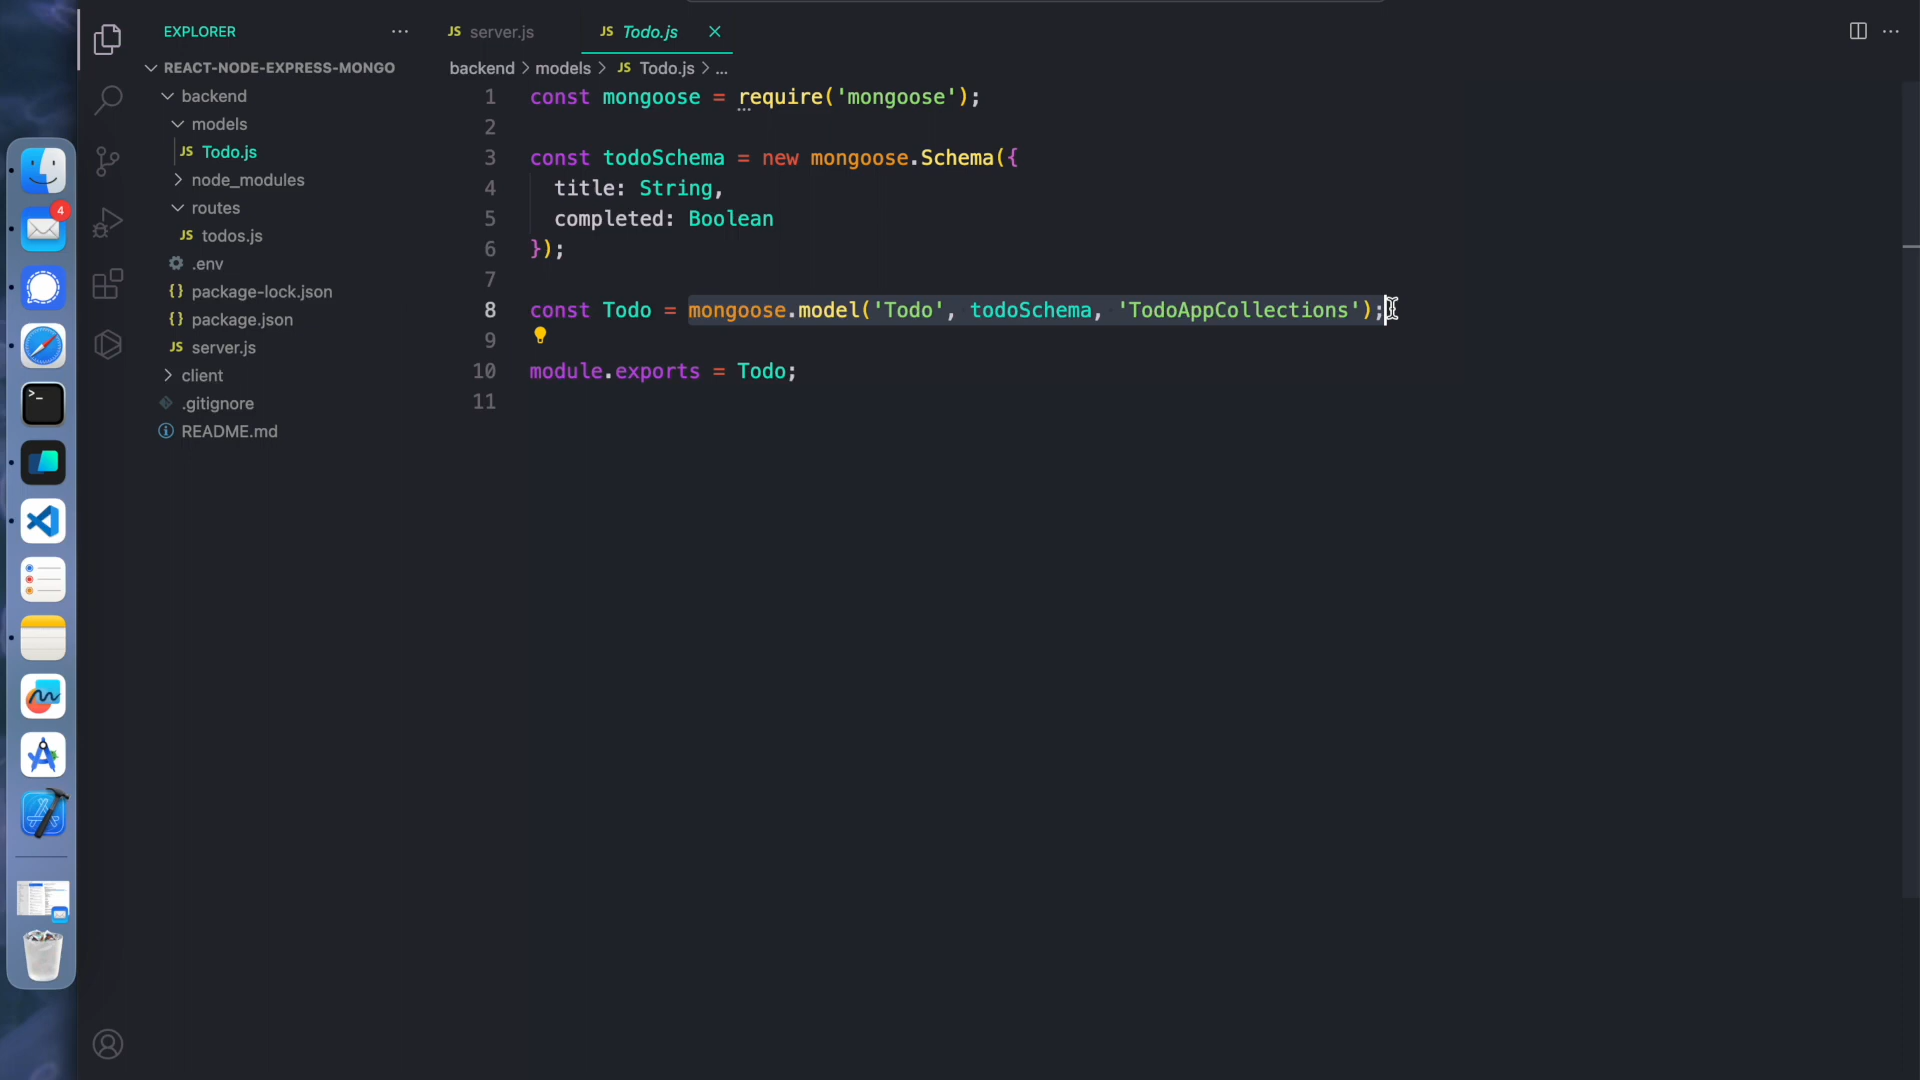 EXPLORER
REACT-NODE-EXPRESS-MONGO
backend
models
JS Todo.js
node_modules
routes
JS todos.js
.env
{} package-lock.json
{} package.json
JS server.js
client
.gitignore
README.md
4
JS server.js
JS Todo.js
backend > models > JS Todo.js > ...
1 const mongoose = require('mongoose');
2
3 const todoSchema = new mongoose.Schema({
4 title: String,
5 completed: Boolean
6 });
7
8 const Todo = mongoose.model('Todo', todoSchema, 'TodoAppCollections');
9
10 module.exports = Todo;
11